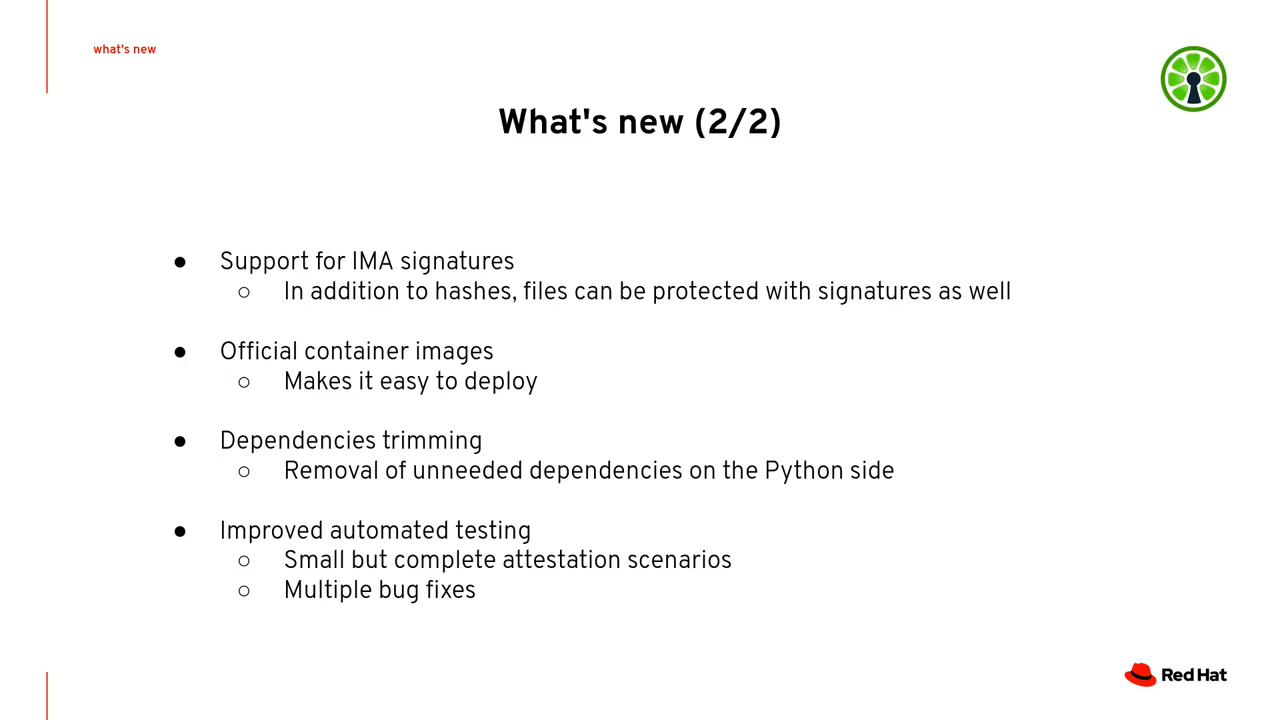 what's new
What's new (2/2)
● Support for IMA signatures
○ In addition to hashes, files can be protected with signatures as well
● Official container images
○ Makes it easy to deploy
● Dependencies trimming
○ Removal of unneeded dependencies on the Python side
● Improved automated testing
○ Small but complete attestation scenarios
○ Multiple bug fixes
Red Hat